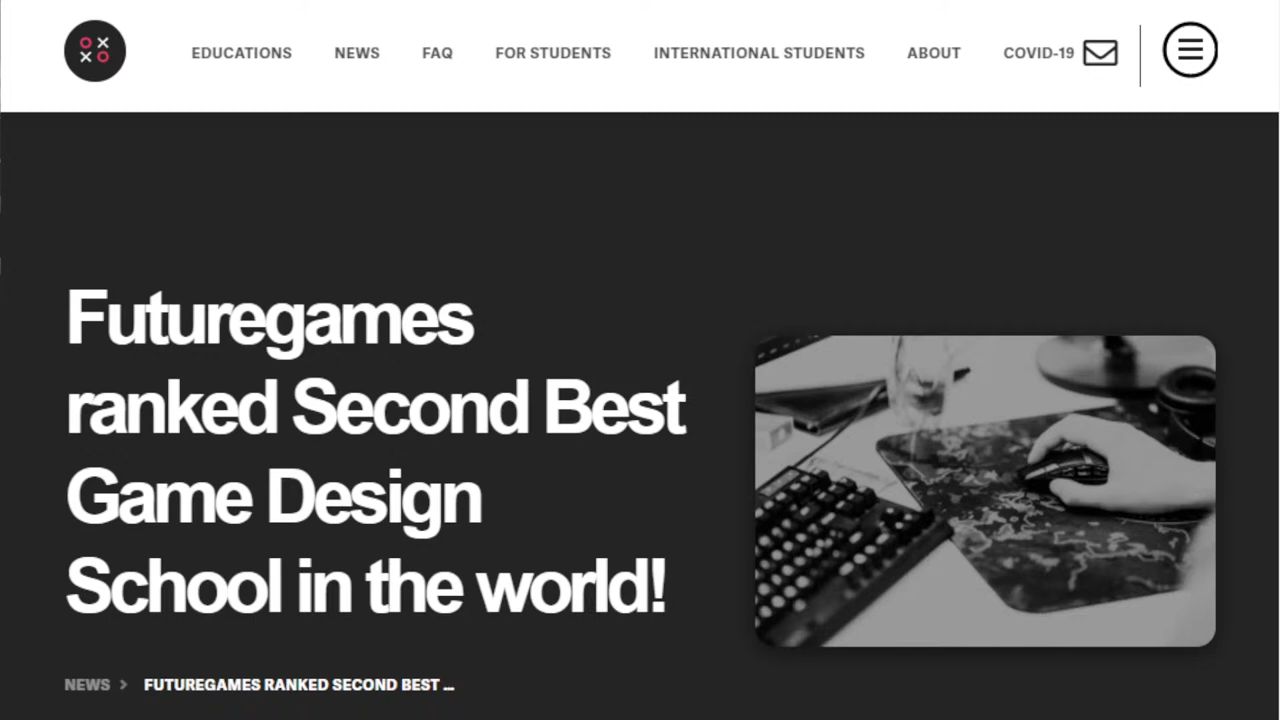 EDUCATIONS NEWS FAQ FOR STUDENTS INTERNATIONAL STUDENTS ABOUT COVID-19
Futuregames
ranked Second Best
Game Design
School in the world!
NEWS > FUTUREGAMES RANKED SECOND BEST ...